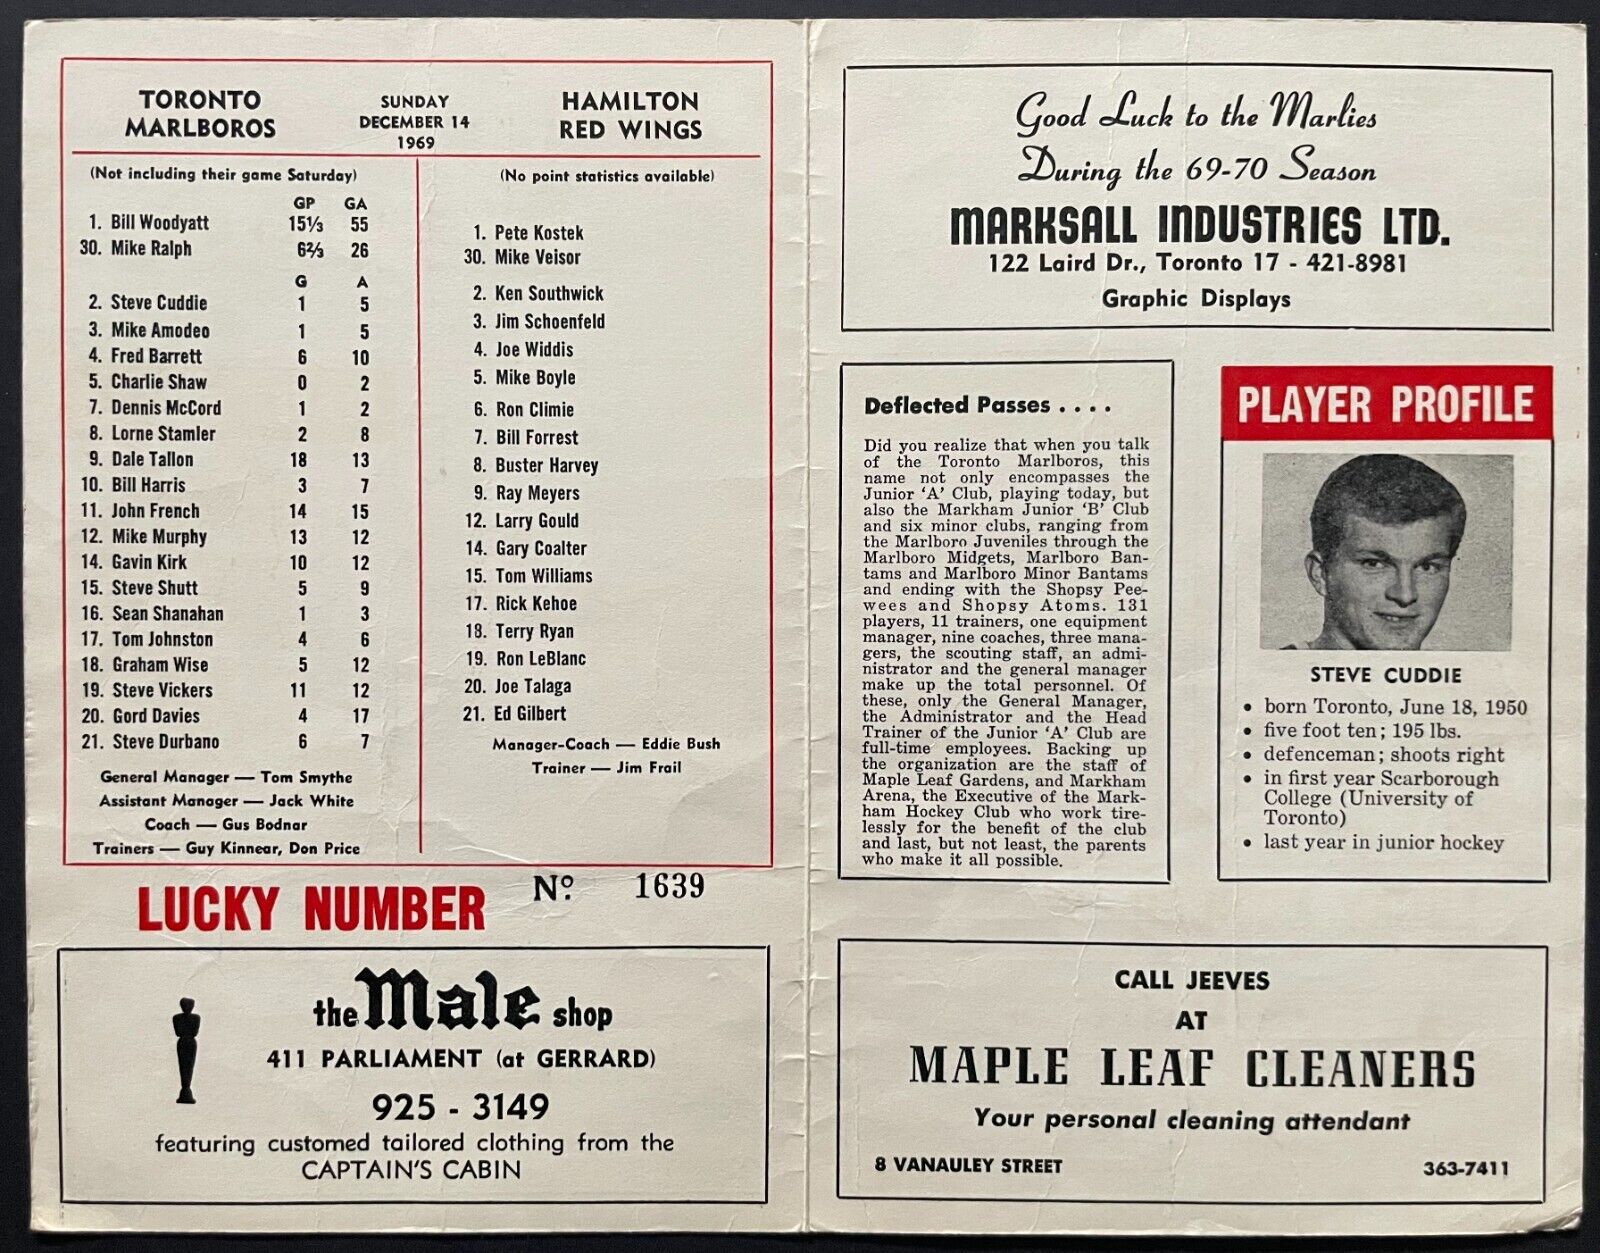 TORONTO
MARLBOROS
SUNDAY
DECEMBER 14
1969
HAMILTON
RED WINGS
(Not including their game Saturday)
GP GA
1. Bill Woodyatt 15⅓ 55
30. Mike Ralph 6⅔ 26
G A
2. Steve Cuddie 1 5
3. Mike Amodeo 1 5
4. Fred Barrett 6 10
5. Charlie Shaw 0 2
7. Dennis McCord 1 2
8. Lorne Stamler 2 8
9. Dale Tallon 18 13
10. Bill Harris 3 7
11. John French 14 15
12. Mike Murphy 13 12
14. Gavin Kirk 10 12
15. Steve Shutt 5 9
16. Sean Shanahan 1 3
17. Tom Johnston 4 6
18. Graham Wise 5 12
19. Steve Vickers 11 12
20. Gord Davies 4 17
21. Steve Durbano 6 7
General Manager — Tom Smythe
Assistant Manager — Jack White
Coach — Gus Bodnar
Trainers — Guy Kinnear, Don Price
(No point statistics available)
1. Pete Kostek
30. Mike Veisor
2. Ken Southwick
3. Jim Schoenfeld
4. Joe Widdis
5. Mike Boyle
6. Ron Climie
7. Bill Forrest
8. Buster Harvey
9. Ray Meyers
12. Larry Gould
14. Gary Coalter
15. Tom Williams
17. Rick Kehoe
18. Terry Ryan
19. Ron LeBlanc
20. Joe Talaga
21. Ed Gilbert
Manager-Coach — Eddie Bush
Trainer — Jim Frail
LUCKY NUMBER Nº 1639
the Male shop
411 PARLIAMENT (at GERRARD)
925 - 3149
featuring customed tailored clothing from the
CAPTAIN'S CABIN
Good Luck to the Marlies
During the 69-70 Season
MARKSALL INDUSTRIES LTD.
122 Laird Dr., Toronto 17 - 421-8981
Graphic Displays
Deflected Passes . . . .
Did you realize that when you talk
of the Toronto Marlboros, this
name not only encompasses the
Junior 'A' Club, playing today, but
also the Markham Junior 'B' Club
and six minor clubs, ranging from
the Marlboro Juveniles through the
Marlboro Midgets, Marlboro Ban-
tams and Marlboro Minor Bantams
and ending with the Shopsy Pee-
wees and Shopsy Atoms. 131
players, 11 trainers, one equipment
manager, nine coaches, three mana-
gers, the scouting staff, an admi-
nistrator and the general manager
make up the total personnel. Of
these, only the General Manager,
the Administrator and the Head
Trainer of the Junior 'A' Club are
full-time employees. Backing up
the organization are the staff of
Maple Leaf Gardens, and Markham
Arena, the Executive of the Mark-
ham Hockey Club who work tire-
lessly for the benefit of the club
and last, but not least, the parents
who make it all possible.
PLAYER PROFILE
STEVE CUDDIE
• born Toronto, June 18, 1950
• five foot ten; 195 lbs.
• defenceman; shoots right
• in first year Scarborough
College (University of
Toronto)
• last year in junior hockey
CALL JEEVES
AT
MAPLE LEAF CLEANERS
Your personal cleaning attendant
8 VANAULEY STREET 363-7411